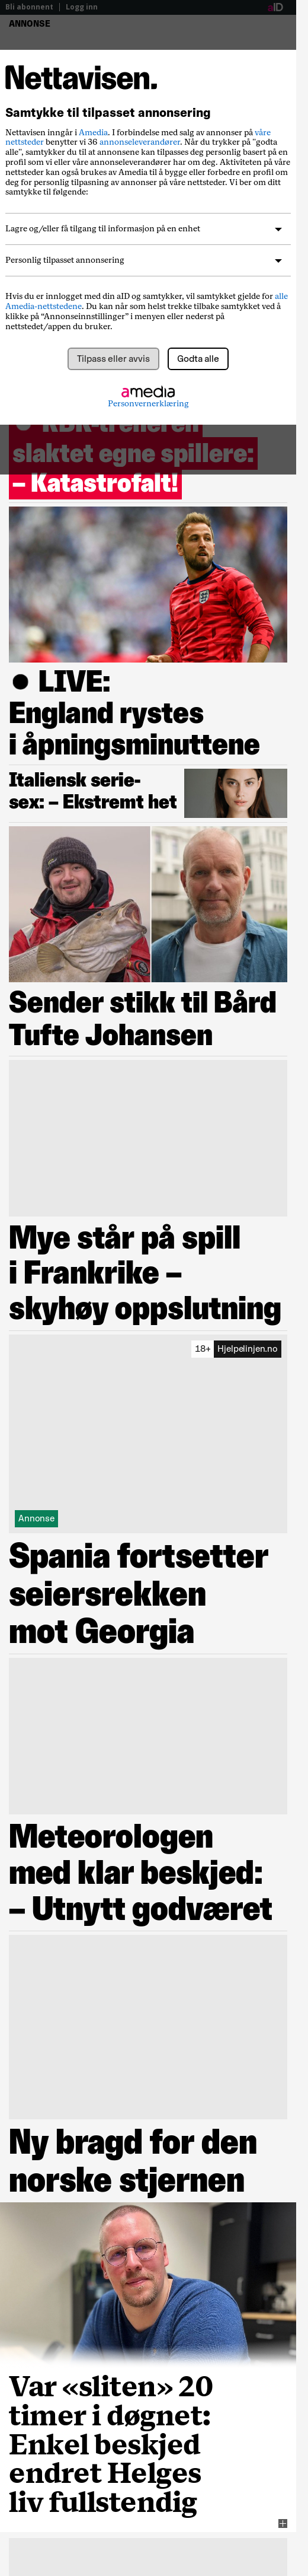 Bli abonnent | Logg inn
aID
ANNONSE
Nettavisen.
Samtykke til tilpasset annonsering
Nettavisen inngår i Amedia. I forbindelse med salg av annonser på våre
nettsteder benytter vi 36 annonseleverandører. Når du trykker på "godta
alle", samtykker du til at annonsene kan tilpasses deg personlig basert på en
profil som vi eller våre annonseleverandører har om deg. Aktiviteten på våre
nettsteder kan også brukes av Amedia til å bygge eller forbedre en profil om
deg for personlig tilpasning av annonser på våre nettsteder. Vi ber om ditt
samtykke til følgende:
Lagre og/eller få tilgang til informasjon på en enhet
Personlig tilpasset annonsering
Hvis du er innlogget med din aID og samtykker, vil samtykket gjelde for alle
Amedia-nettstedene. Du kan når som helst trekke tilbake samtykket ved å
klikke på “Annonseinnstillinger” i menyen eller nederst på
nettstedet/appen du bruker.
Tilpass eller avvis
Godta alle
amedia
Personvernerklæring
RBK-treneren
slaktet egne spillere:
– Katastrofalt!
● LIVE:
England rystes
i åpningsminuttene
Italiensk serie-
sex: – Ekstremt het
Sender stikk til Bård
Tufte Johansen
Mye står på spill
i Frankrike –
skyhøy oppslutning
18+ Hjelpelinjen.no
Annonse
Spania fortsetter
seiersrekken
mot Georgia
Meteorologen
med klar beskjed:
– Utnytt godværet
Ny bragd for den
norske stjernen
Var «sliten» 20
timer i døgnet:
Enkel beskjed
endret Helges
liv fullstendig